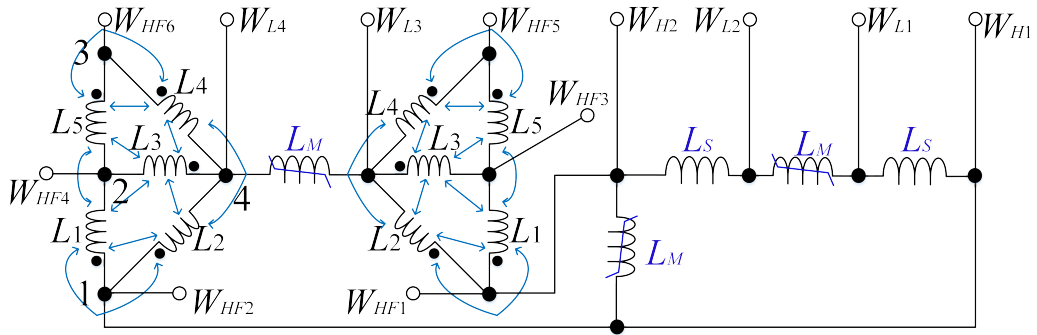 W_HF6 W_L4 W_L3 W_HF5 W_H2 W_L2 W_L1 W_H1
3
L4 L4 W_HF3
L5 L3 L_M L3 L5 L_S L_M L_S
W_HF4 2 4
L1 L2 L2 L1 L_M
1 W_HF2 W_HF1